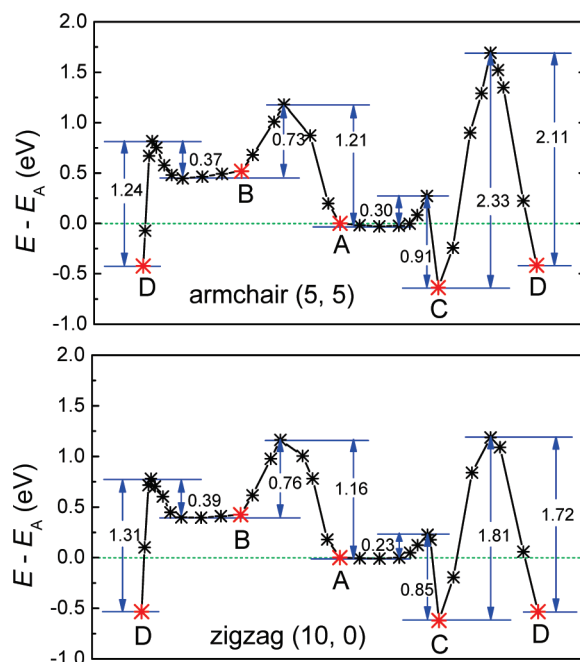 2.0
1.5
1.0
0.5
0.0
-0.5
-1.0
E - E_A (eV)
1.24
0.37
0.73
1.21
0.30
0.91
2.33
2.11
D
B
A
C
D
armchair (5, 5)
2.0
1.5
1.0
0.5
0.0
-0.5
-1.0
E - E_A (eV)
1.31
0.39
0.76
1.16
0.23
0.85
1.81
1.72
D
B
A
C
D
zigzag (10, 0)